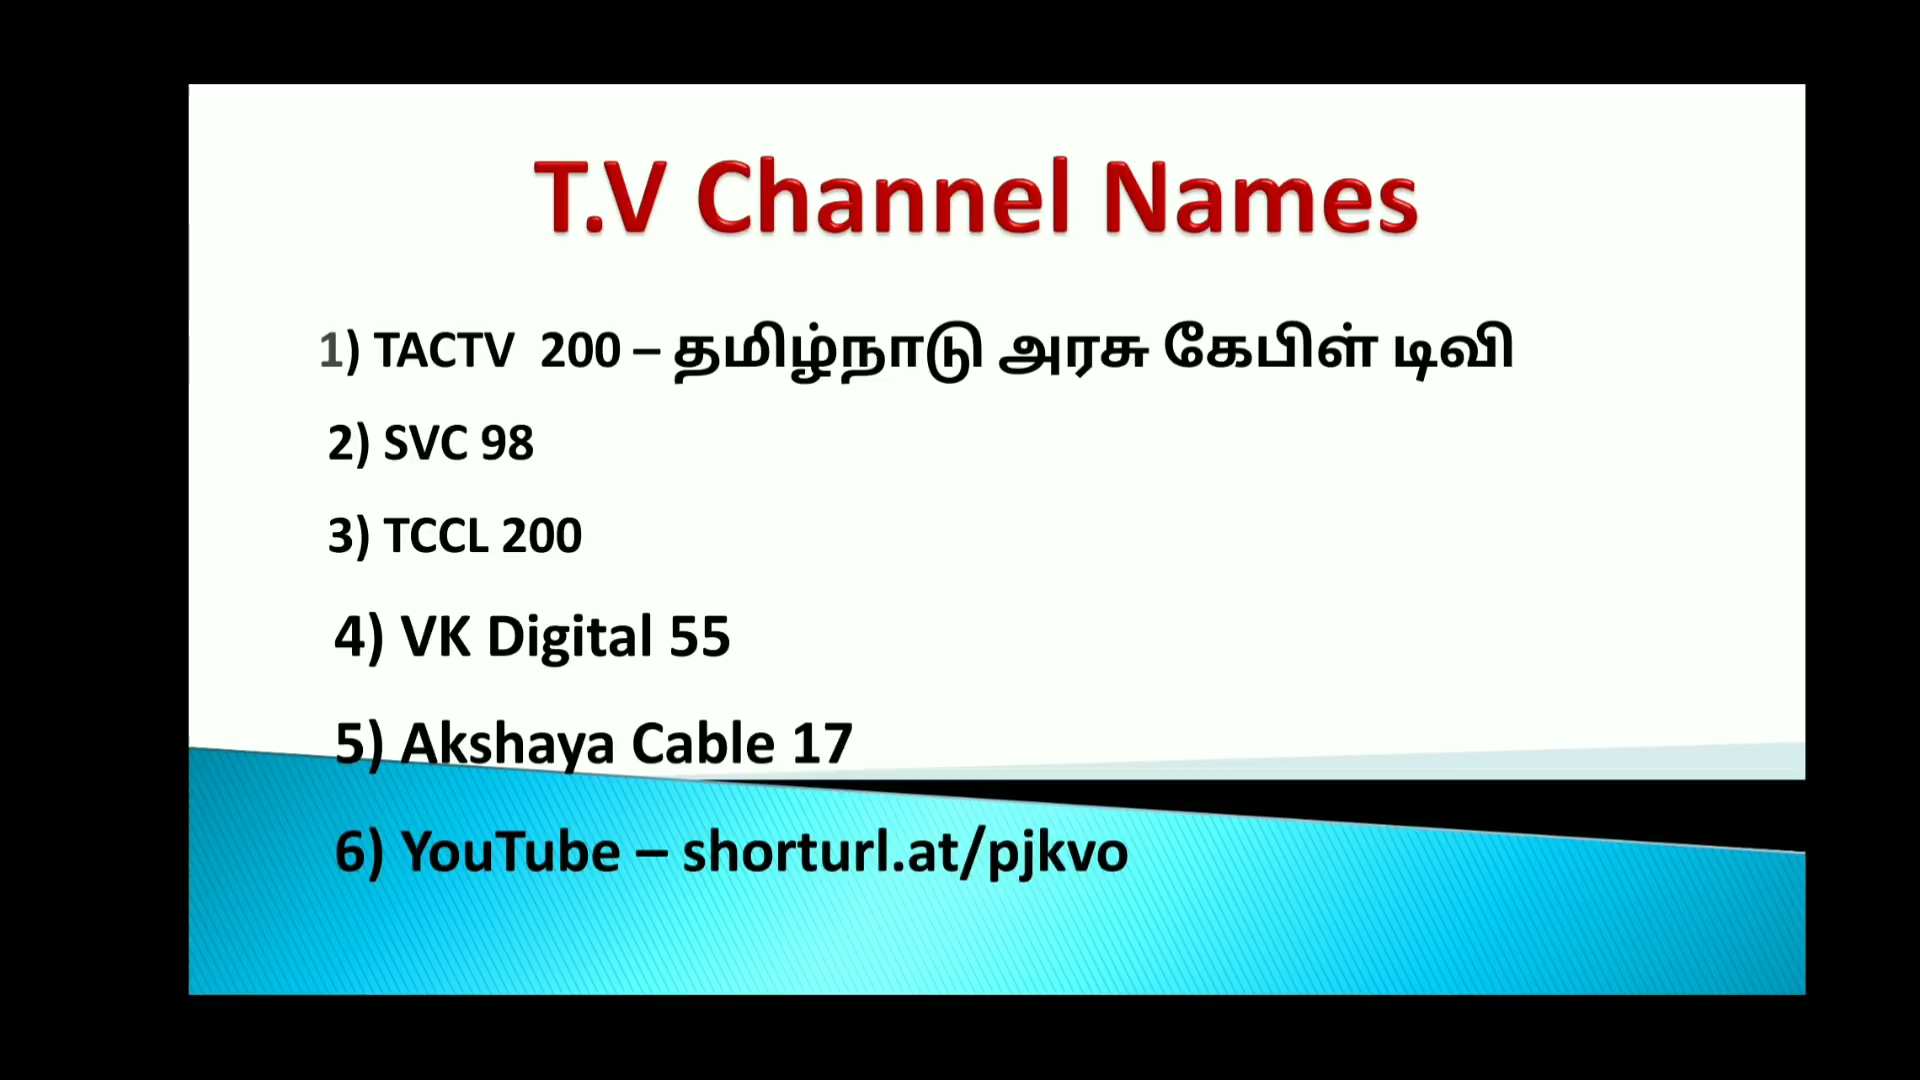 T.V Channel Names
1) TACTV 200 – தமிழ்நாடு அரசு கேபிள் டிவி
2) SVC 98
3) TCCL 200
4) VK Digital 55
5) Akshaya Cable 17
6) YouTube – shorturl.at/pjkvo